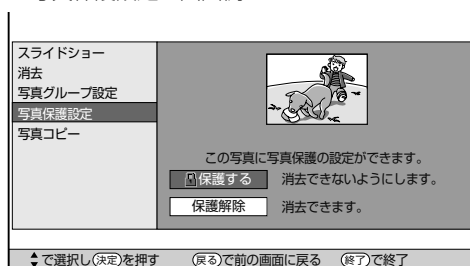 スライドショー
消去
写真グループ設定
写真保護設定
写真コピー
この写真に写真保護の設定ができます。
保護する 消去できないようにします。
保護解除 消去できます。
で選択し決定を押す 戻るで前の画面に戻る 終了で終了